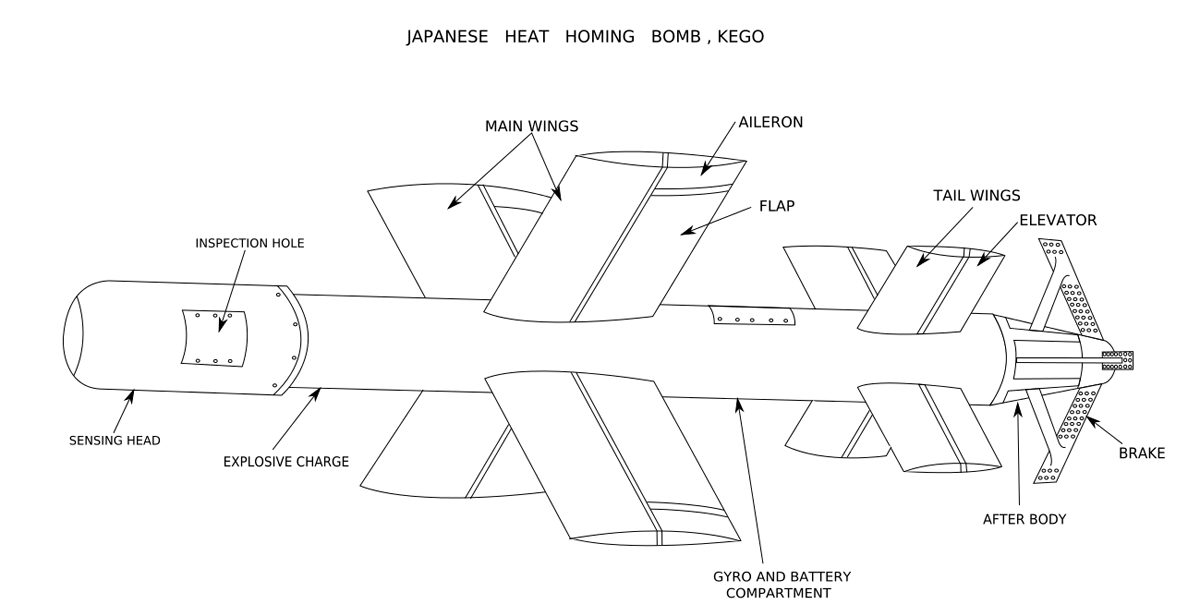 JAPANESE HEAT HOMING BOMB , KEGO
MAIN WINGS
AILERON
FLAP
TAIL WINGS
ELEVATOR
INSPECTION HOLE
SENSING HEAD
EXPLOSIVE CHARGE
BRAKE
AFTER BODY
GYRO AND BATTERY
COMPARTMENT